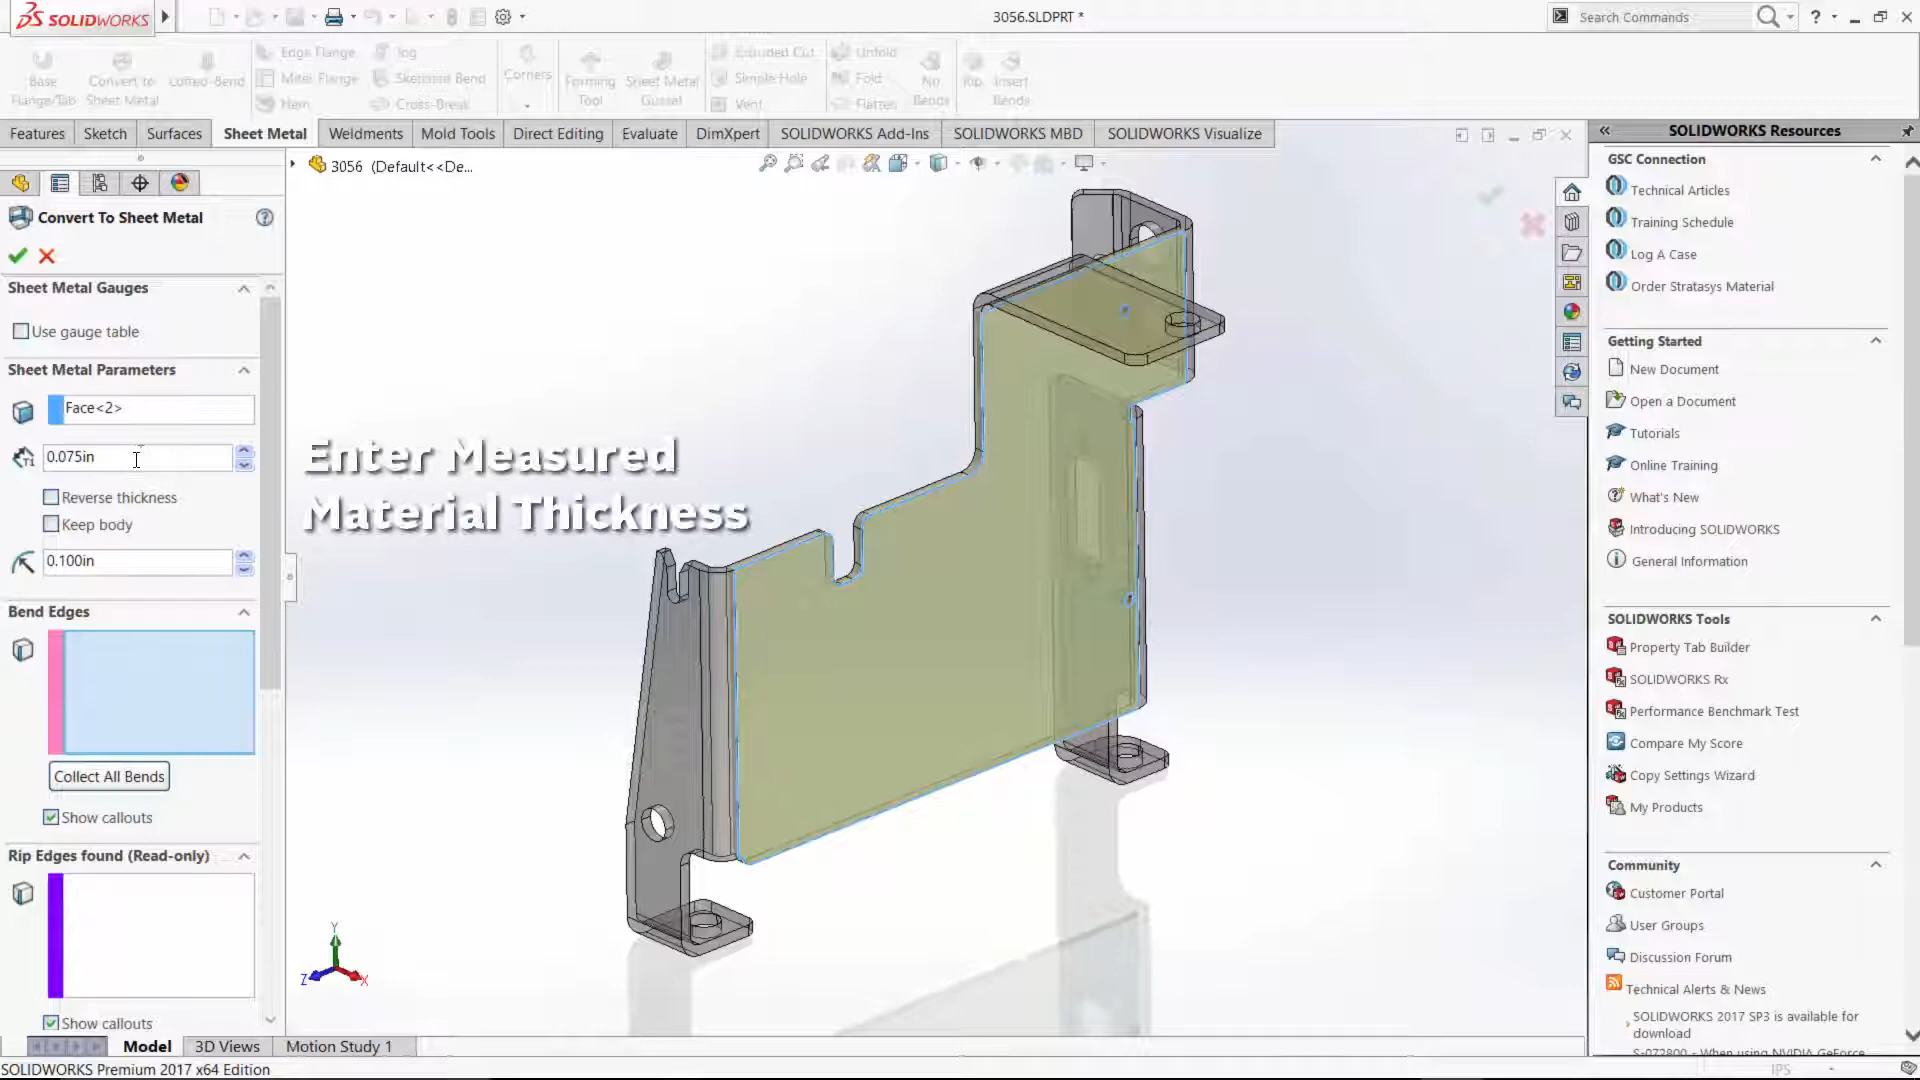 SOLIDWORKS
3056.SLDPRT *
Search Commands
Base Flange/Tab
Convert to Sheet Metal
Lofted-Bend
Edge Flange
Miter Flange
Hem
Jog
Sketched Bend
Cross-Break
Corners
Forming Tool
Sheet Metal Gusset
Extruded Cut
Simple Hole
Vent
Unfold
Fold
Flatten
No Bends
Rip
Insert Bends
Features
Sketch
Surfaces
Sheet Metal
Weldments
Mold Tools
Direct Editing
Evaluate
DimXpert
SOLIDWORKS Add-Ins
SOLIDWORKS MBD
SOLIDWORKS Visualize
3056 (Default<<De...
Convert To Sheet Metal
Sheet Metal Gauges
Use gauge table
Sheet Metal Parameters
Face<2>
T1
0.075in
Reverse thickness
Keep body
0.100in
Bend Edges
Collect All Bends
Show callouts
Rip Edges found (Read-only)
Show callouts
Enter Measured
Material Thickness
Y
Z
X
SOLIDWORKS Resources
GSC Connection
Technical Articles
Training Schedule
Log A Case
Order Stratasys Material
Getting Started
New Document
Open a Document
Tutorials
Online Training
What's New
Introducing SOLIDWORKS
General Information
SOLIDWORKS Tools
Property Tab Builder
SOLIDWORKS Rx
Performance Benchmark Test
Compare My Score
Copy Settings Wizard
My Products
Community
Customer Portal
User Groups
Discussion Forum
Technical Alerts & News
SOLIDWORKS 2017 SP3 is available for
download
S-072800 - When using NVIDIA GeForce
Model
3D Views
Motion Study 1
SOLIDWORKS Premium 2017 x64 Edition
IPS